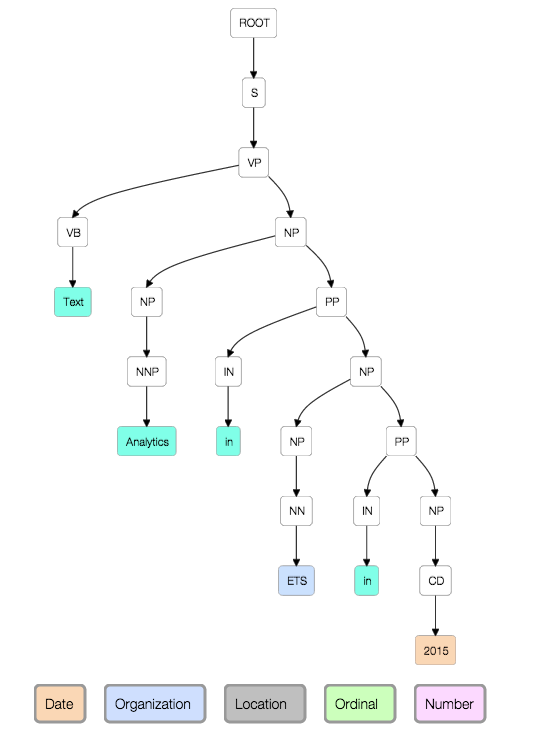 ROOT
S
VP
VB NP
Text NP PP
NNP IN NP
Analytics in NP PP
NN IN NP
ETS in CD
2015
Date Organization Location Ordinal Number